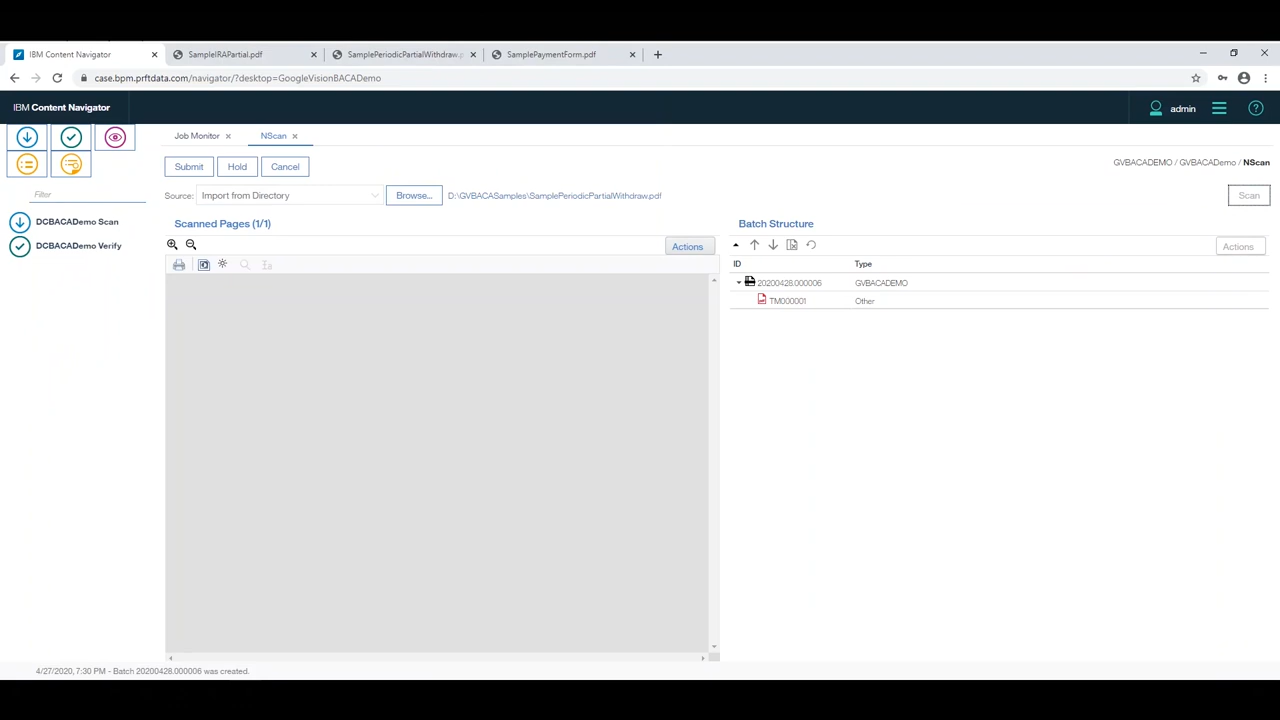 IBM Content Navigator
SampleIRAPartial.pdf
SamplePeriodicPartialWithdraw.p
SamplePaymentForm.pdf
case.bpm.prftdata.com/navigator/?desktop=GoogleVisionBACADemo
IBM Content Navigator
admin
Job Monitor
NScan
Submit
Hold
Cancel
GVBACADEMO / GVBACADemo / NScan
Source:
Import from Directory
Browse...
D:\GVBACASamples\SamplePeriodicPartialWithdraw.pdf
Scan
Filter
DCBACADemo Scan
DCBACADemo Verify
Scanned Pages (1/1)
Batch Structure
Actions
Actions
ID
Type
20200428.000006
GVBACADEMO
TM000001
Other
4/27/2020, 7:30 PM - Batch 20200428.000006 was created.